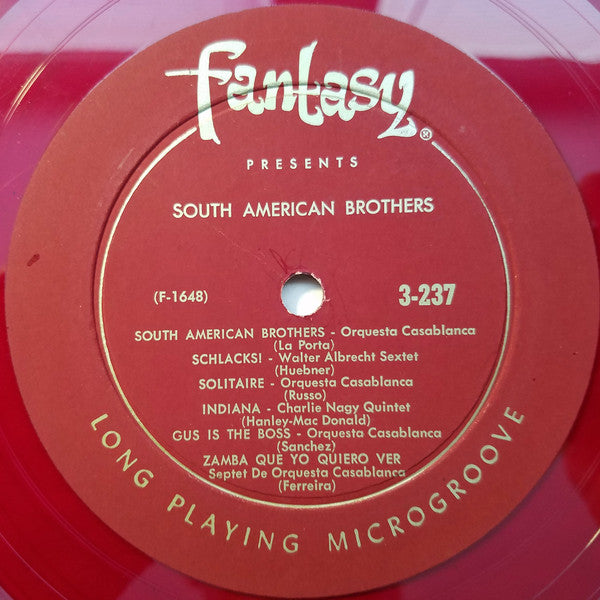 Fantasy ®
PRESENTS
SOUTH AMERICAN BROTHERS
(F-1648) 3-237
SOUTH AMERICAN BROTHERS - Orquesta Casablanca
(La Porta)
SCHLACKS! - Walter Albrecht Sextet
(Huebner)
SOLITAIRE - Orquesta Casablanca
(Russo)
INDIANA - Charlie Nagy Quintet
(Hanley-Mac Donald)
GUS IS THE BOSS - Orquesta Casablanca
(Sanchez)
ZAMBA QUE YO QUIERO VER
Septet De Orquesta Casablanca
(Ferreira)
LONG PLAYING MICROGROOVE